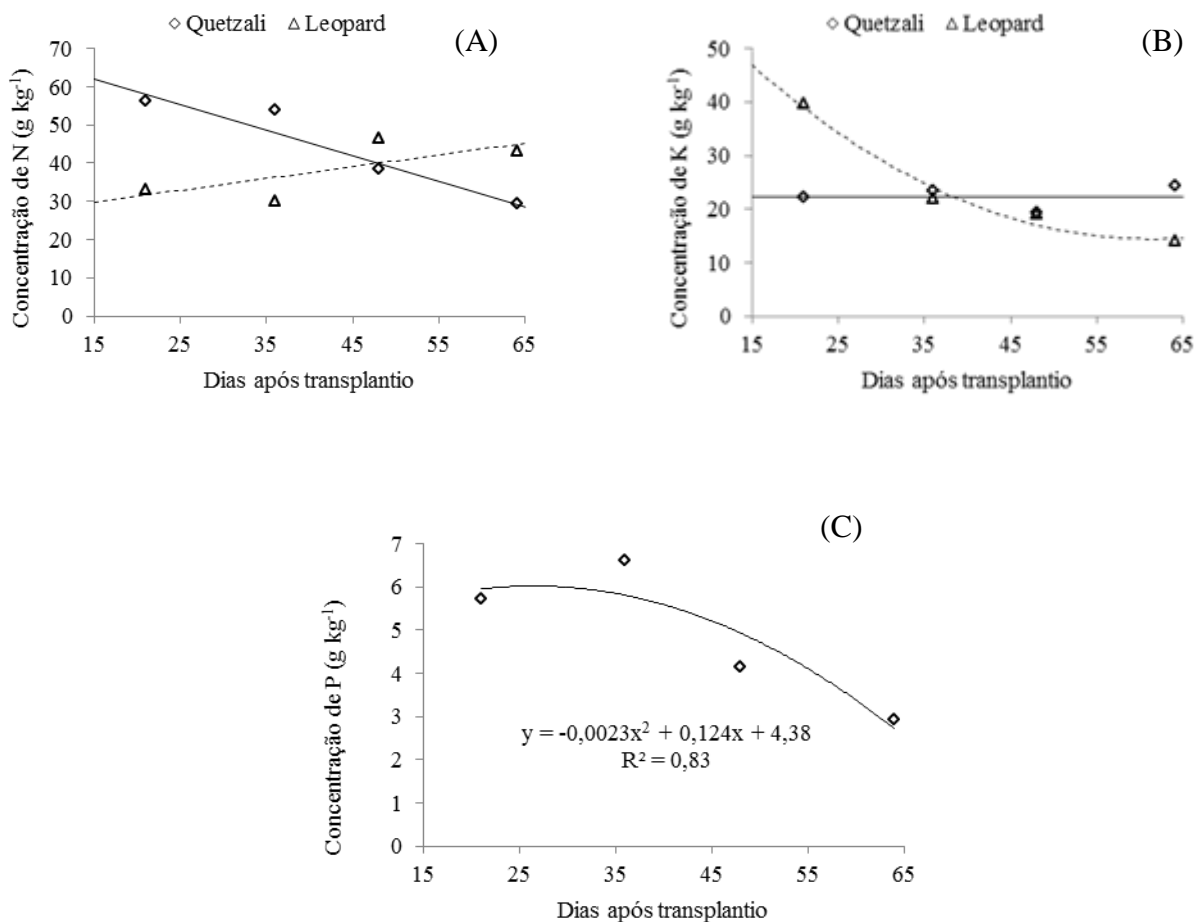 ◇ Quetzali △ Leopard
(A)
Concentração de N (g kg⁻¹)
70
60
50
40
30
20
10
0
15 25 35 45 55 65
Dias após transplantio
◇ Quetzali △ Leopard
(B)
Concentração de K (g kg⁻¹)
50
40
30
20
10
0
15 25 35 45 55 65
Dias após transplantio
(C)
Concentração de P (g kg⁻¹)
7
6
5
4
3
2
1
0
y = -0,0023x² + 0,124x + 4,38
R² = 0,83
15 25 35 45 55 65
Dias após transplantio